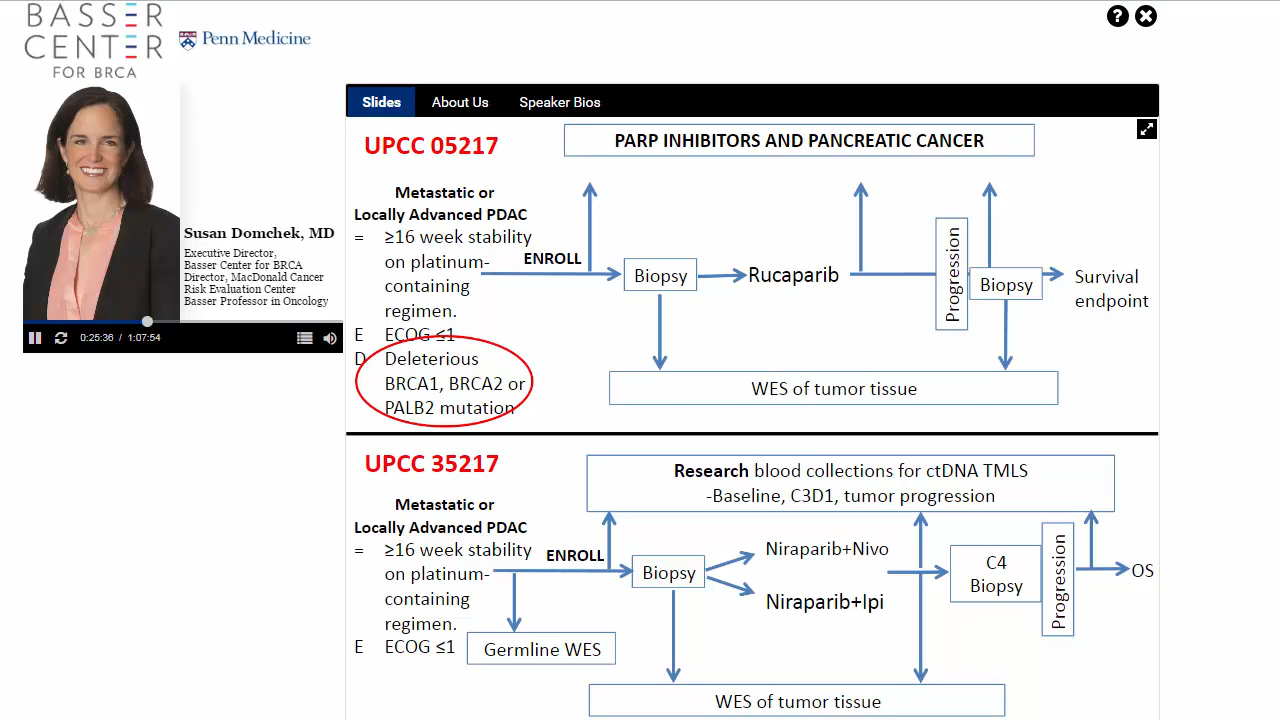 BASSER
CENTER
FOR BRCA
Penn Medicine
Susan Domchek, MD
Executive Director,
Basser Center for BRCA
Director, MacDonald Cancer
Risk Evaluation Center
Basser Professor in Oncology
0:25:36 / 1:07:54
Slides About Us Speaker Bios
UPCC 05217
PARP INHIBITORS AND PANCREATIC CANCER
Metastatic or
Locally Advanced PDAC
= ≥16 week stability
on platinum-
containing
regimen.
E ECOG ≤1
D Deleterious
BRCA1, BRCA2 or
PALB2 mutation
ENROLL
Biopsy
Rucaparib
Progression
Biopsy
Survival
endpoint
WES of tumor tissue
UPCC 35217
Research blood collections for ctDNA TMLS
-Baseline, C3D1, tumor progression
Metastatic or
Locally Advanced PDAC
= ≥16 week stability
on platinum-
containing
regimen.
E ECOG ≤1
ENROLL
Germline WES
Biopsy
Niraparib+Nivo
Niraparib+Ipi
C4
Biopsy
Progression
OS
WES of tumor tissue